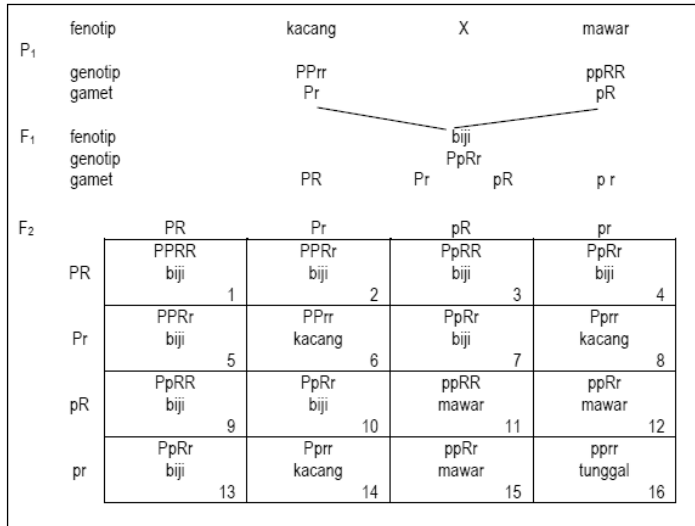 fenotip kacang X mawar
P1
genotip PPrr ppRR
gamet Pr pR
F1 fenotip biji
genotip PpRr
gamet PR Pr pR p r
F2 PR Pr pR pr
PPRR PPRr PpRR PpRr
PR biji biji biji biji
1 2 3 4
PPRr PPrr PpRr Pprr
Pr biji kacang biji kacang
5 6 7 8
PpRR PpRr ppRR ppRr
pR biji biji mawar mawar
9 10 11 12
PpRr Pprr ppRr pprr
pr biji kacang mawar tunggal
13 14 15 16